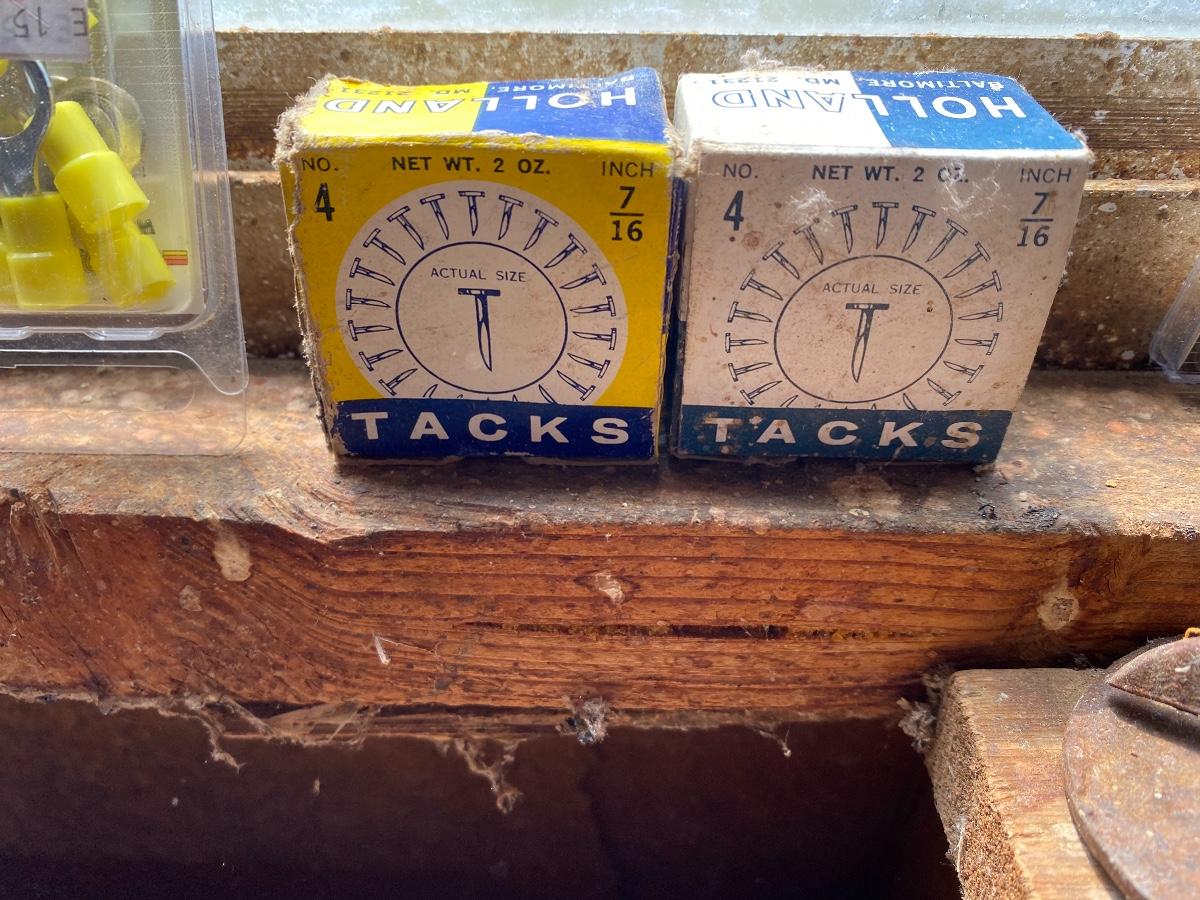 E 15
HOLLAND
BALTIMORE,
MD. 21231
NO.
4
NET WT. 2 OZ.
INCH
7
16
ACTUAL SIZE
TACKS
HOLLAND
BALTIMORE,
MD. 21231
NO.
4
NET WT. 2 OZ.
INCH
7
16
ACTUAL SIZE
TACKS